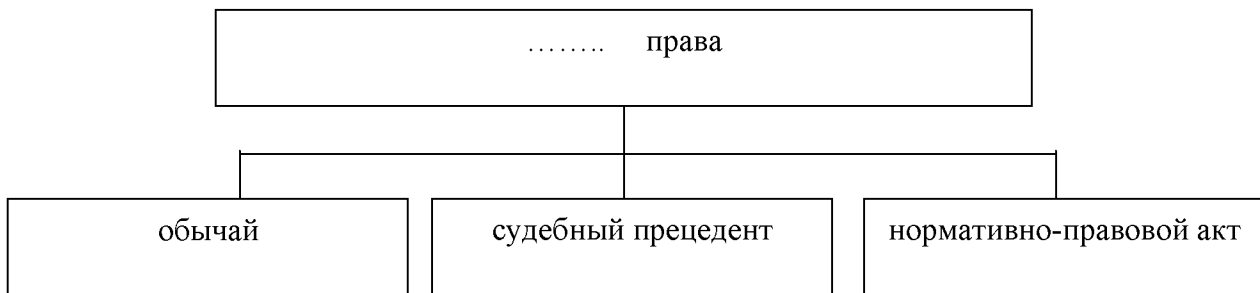 ........ права
обычай
судебный прецедент
нормативно-правовой акт